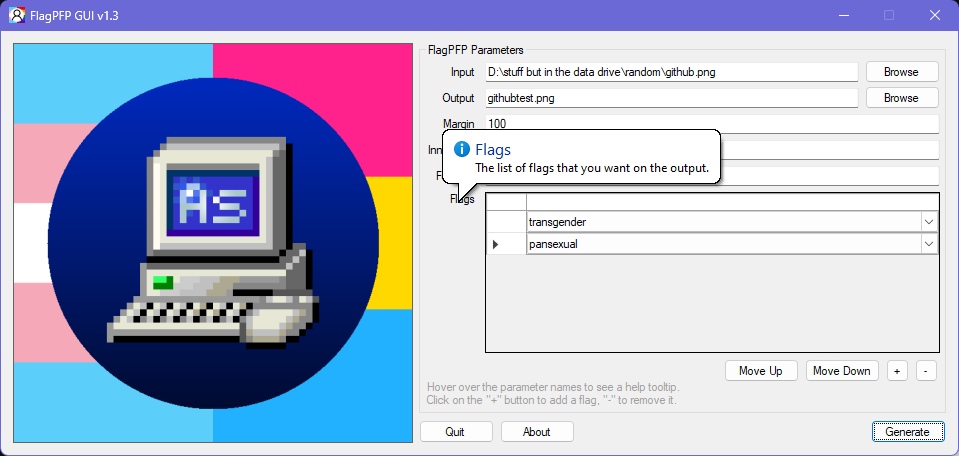 FlagPFP GUI v1.3
AS
FlagPFP Parameters
Input
D:\stuff but in the data drive\random\github.png
Browse
Output
githubtest.png
Browse
Margin
100
Flags
The list of flags that you want on the output.
Flags
transgender
pansexual
Move Up
Move Down
+
-
Hover over the parameter names to see a help tooltip.
Click on the "+" button to add a flag, "-" to remove it.
Quit
About
Generate